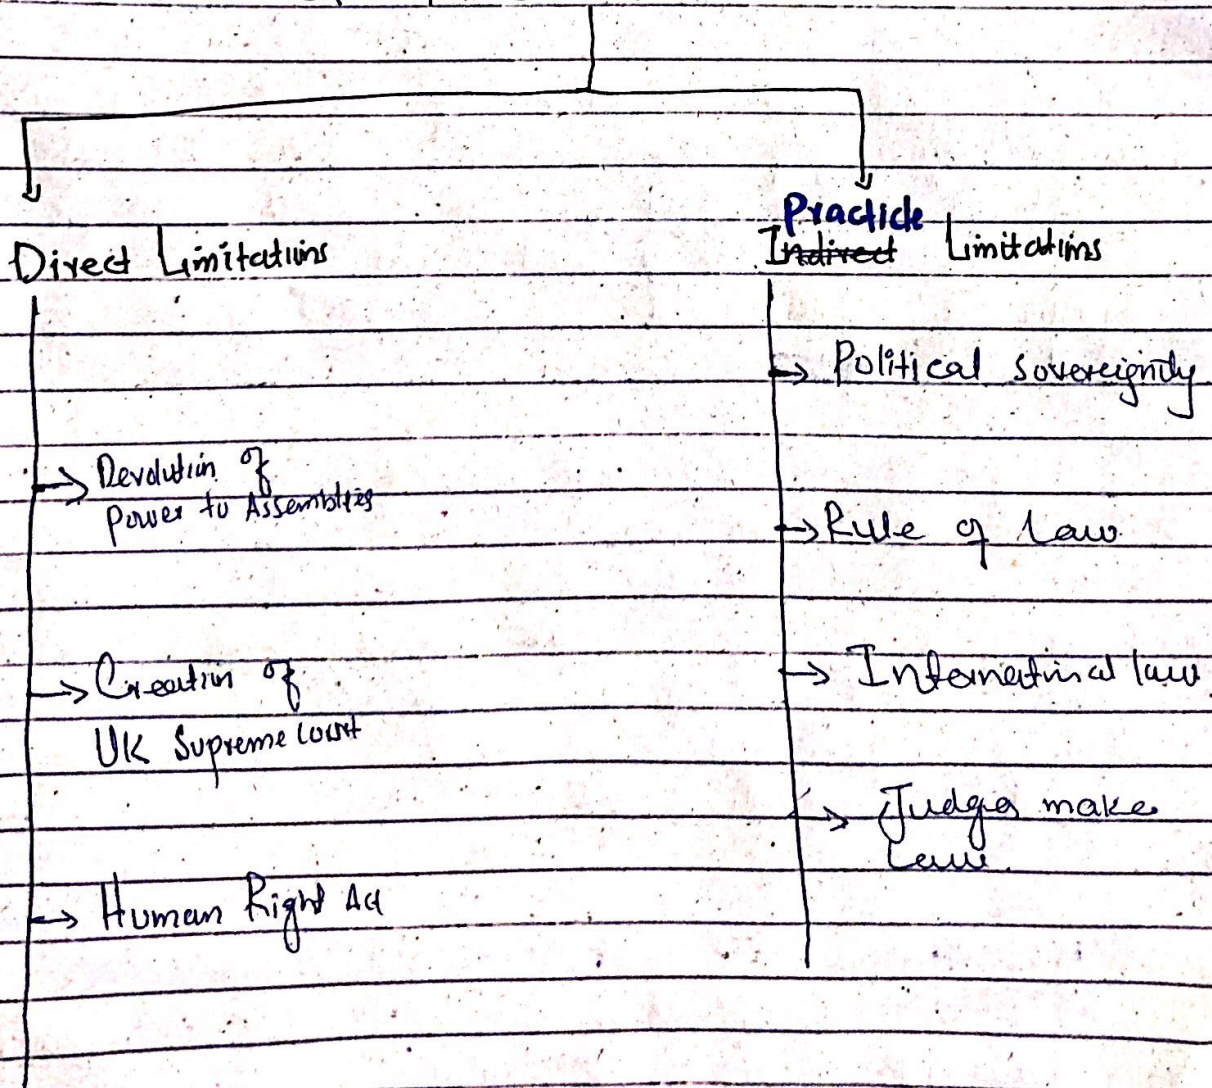 Direct Limitations
Practicle
Indirect Limitations
Political sovereignity
Devolution of
Power to Assemblies
Rule of law
Creation of
UK Supreme Court
International law
Judges make
law
Human Right Act